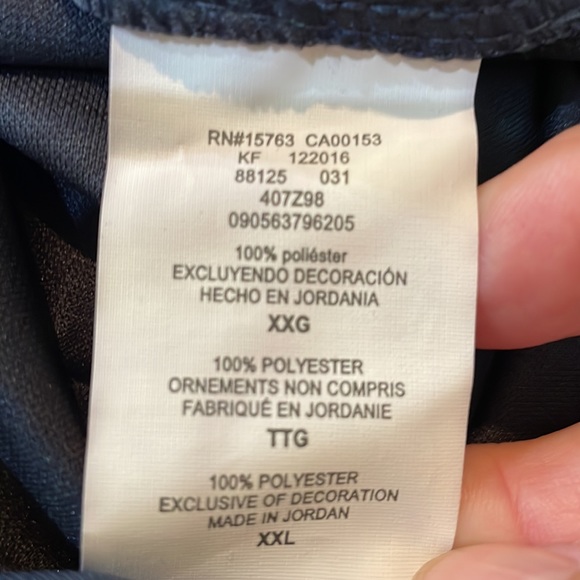 RN#15763 CA00153
KF 122016
88125 031
407Z98
090563796205
100% poliéster
EXCLUYENDO DECORACIÓN
HECHO EN JORDANIA
XXG
100% POLYESTER
ORNEMENTS NON COMPRIS
FABRIQUÉ EN JORDANIE
TTG
100% POLYESTER
EXCLUSIVE OF DECORATION
MADE IN JORDAN
XXL